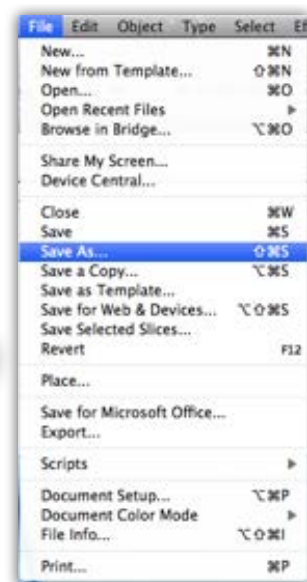 File Edit Object Type Select Ef
New... ⌘N
New from Template... ⇧⌘N
Open... ⌘O
Open Recent Files ▶
Browse in Bridge... ⌥⌘O
Share My Screen...
Device Central...
Close ⌘W
Save ⌘S
Save As... ⇧⌘S
Save a Copy... ⌥⌘S
Save as Template...
Save for Web & Devices... ⌥⇧⌘S
Save Selected Slices...
Revert F12
Place...
Save for Microsoft Office...
Export...
Scripts ▶
Document Setup... ⌥⌘P
Document Color Mode ▶
File Info... ⌥⇧⌘I
Print... ⌘P